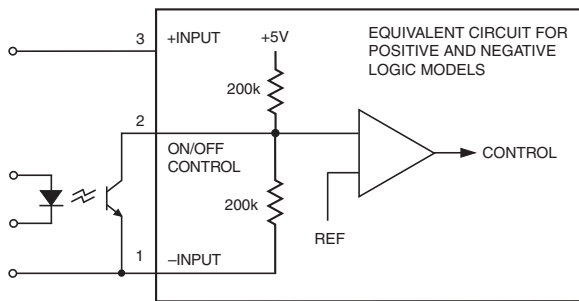 EQUIVALENT CIRCUIT FOR
POSITIVE AND NEGATIVE
LOGIC MODELS
3
+INPUT
+5V
200k
2
ON/OFF
CONTROL
CONTROL
200k
REF
1
–INPUT